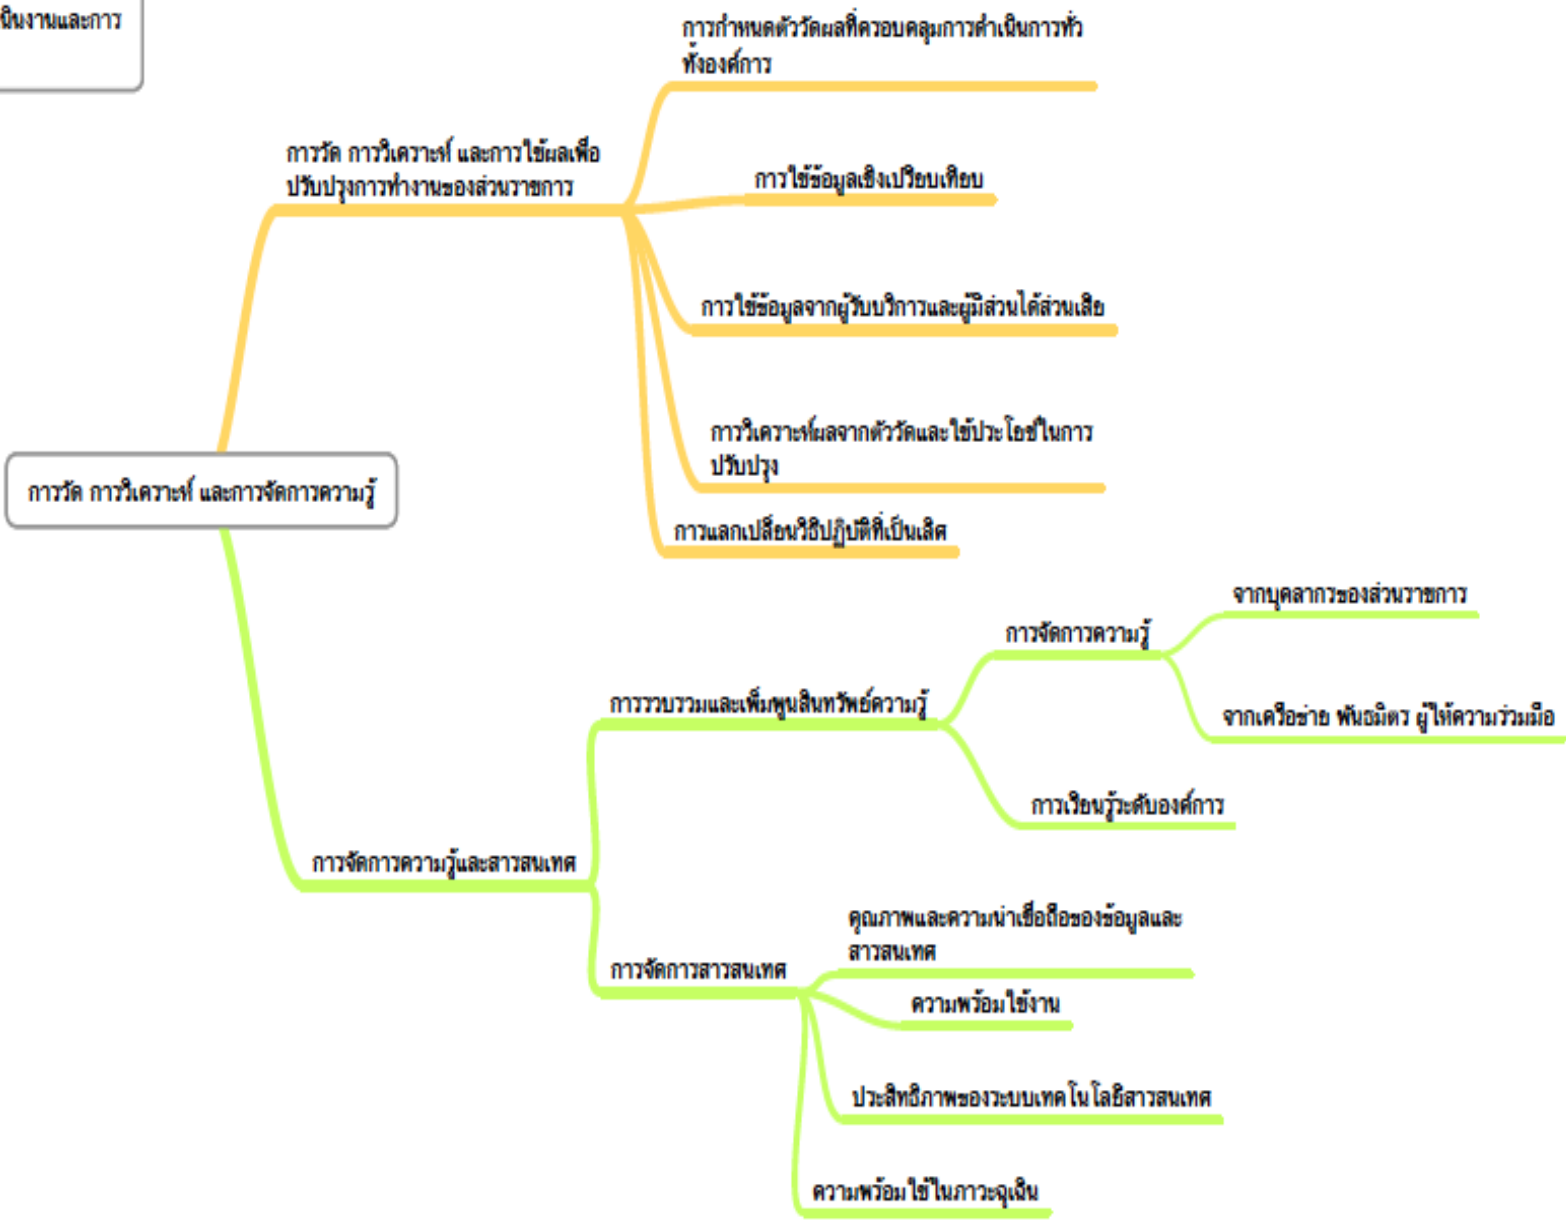 นินงานและการ
การกำหนดตัววัดผลที่ครอบคลุมการดำเนินการทั่ว
ทั้งองค์การ
การวัด การวิเคราะห์ และการใช้ผลเพื่อ
ปรับปรุงการทำงานของส่วนราชการ
การใช้ข้อมูลเชิงเปรียบเทียบ
การใช้ข้อมูลจากผู้รับบริการและผู้มีส่วนได้ส่วนเสีย
การวิเคราะห์ผลจากตัววัดและใช้ประโยชน์ในการ
ปรับปรุง
การวัด การวิเคราะห์ และการจัดการความรู้
การแลกเปลี่ยนวิธีปฏิบัติที่เป็นเลิศ
จากบุคลากรของส่วนราชการ
การจัดการความรู้
การรวบรวมและเพิ่มพูนสินทรัพย์ความรู้
จากเครือข่าย พันธมิตร ผู้ให้ความร่วมมือ
การเรียนรู้ระดับองค์การ
การจัดการความรู้และสารสนเทศ
คุณภาพและความน่าเชื่อถือของข้อมูลและ
สารสนเทศ
การจัดการสารสนเทศ
ความพร้อมใช้งาน
ประสิทธิภาพของระบบเทคโนโลยีสารสนเทศ
ความพร้อมใช้ในภาวะฉุเฉิน